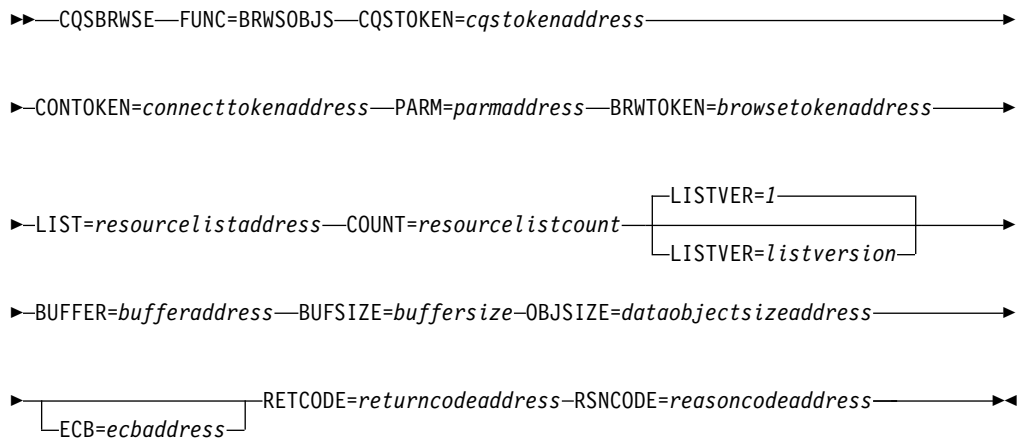 CQSBRWSE FUNC=BRWSOBJS CQSTOKEN=cqstokenaddress
CONTOKEN=connecttokenaddress PARM=parmaddress BRWTOKEN=browsetokenaddress
LISTVER=1
LIST=resourcelistaddress COUNT=resourcelistcount
LISTVER=listversion
BUFFER=bufferaddress BUFSIZE=buffersize OBJSIZE=dataobjectsizeaddress
RETCODE=returncodeaddress RSNCODE=reasoncodeaddress
ECB=ecbaddress